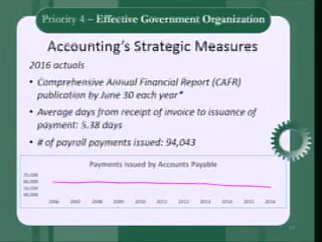 Priority 4 – Effective Government Organization
Accounting's Strategic Measures
2016 actuals
• Comprehensive Annual Financial Report (CAFR)
publication by June 30 each year*
• Average days from receipt of invoice to issuance of
payment: 5.38 days
• # of payroll payments issued: 94,043
Payments Issued by Accounts Payable
2006 2007 2008 2009 2010 2011 2012 2013 2014 2015 2016